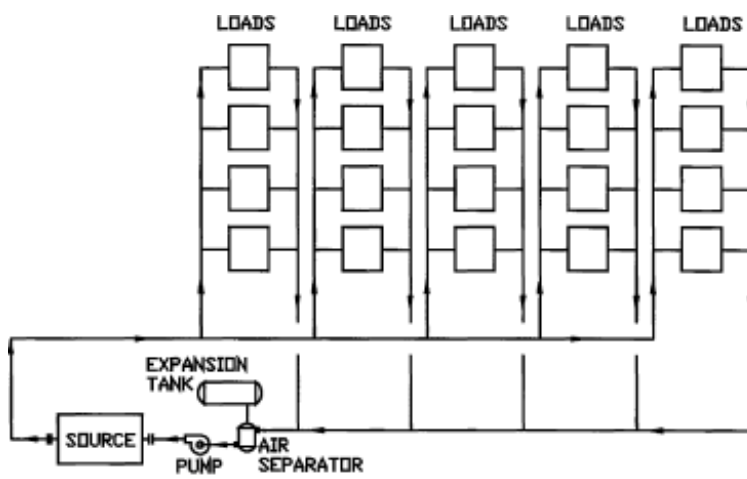 LOADS LOADS LOADS LOADS LOADS
EXPANSION
TANK
SOURCE
PUMP
AIR
SEPARATOR